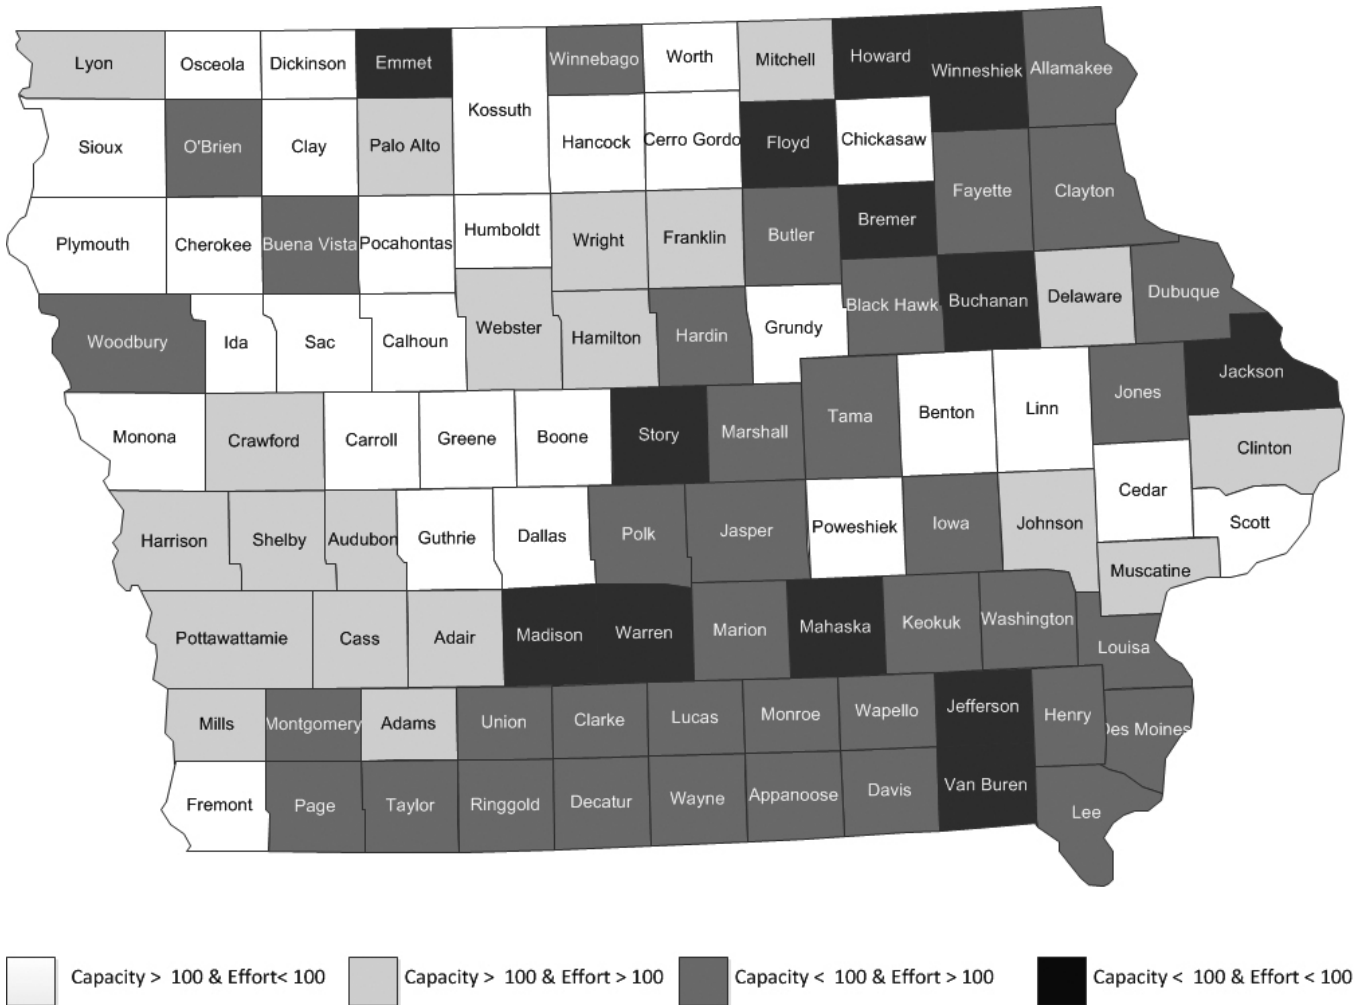 Lyon
Osceola
Dickinson
Emmet
Kossuth
Winnebago
Worth
Mitchell
Howard
Winneshiek
Allamakee
Sioux
O'Brien
Clay
Palo Alto
Hancock
Cerro Gordo
Floyd
Chickasaw
Fayette
Clayton
Plymouth
Cherokee
Buena Vista
Pocahontas
Humboldt
Wright
Franklin
Butler
Bremer
Woodbury
Ida
Sac
Calhoun
Webster
Hamilton
Hardin
Grundy
Black Hawk
Buchanan
Delaware
Dubuque
Monona
Crawford
Carroll
Greene
Boone
Story
Marshall
Tama
Benton
Linn
Jones
Jackson
Clinton
Harrison
Shelby
Audubon
Guthrie
Dallas
Polk
Jasper
Poweshiek
Iowa
Johnson
Cedar
Scott
Muscatine
Pottawattamie
Cass
Adair
Madison
Warren
Marion
Mahaska
Keokuk
Washington
Louisa
Mills
Montgomery
Adams
Union
Clarke
Lucas
Monroe
Wapello
Jefferson
Henry
Des Moines
Fremont
Page
Taylor
Ringgold
Decatur
Wayne
Appanoose
Davis
Van Buren
Lee
Capacity > 100 & Effort< 100
Capacity > 100 & Effort > 100
Capacity < 100 & Effort > 100
Capacity < 100 & Effort < 100